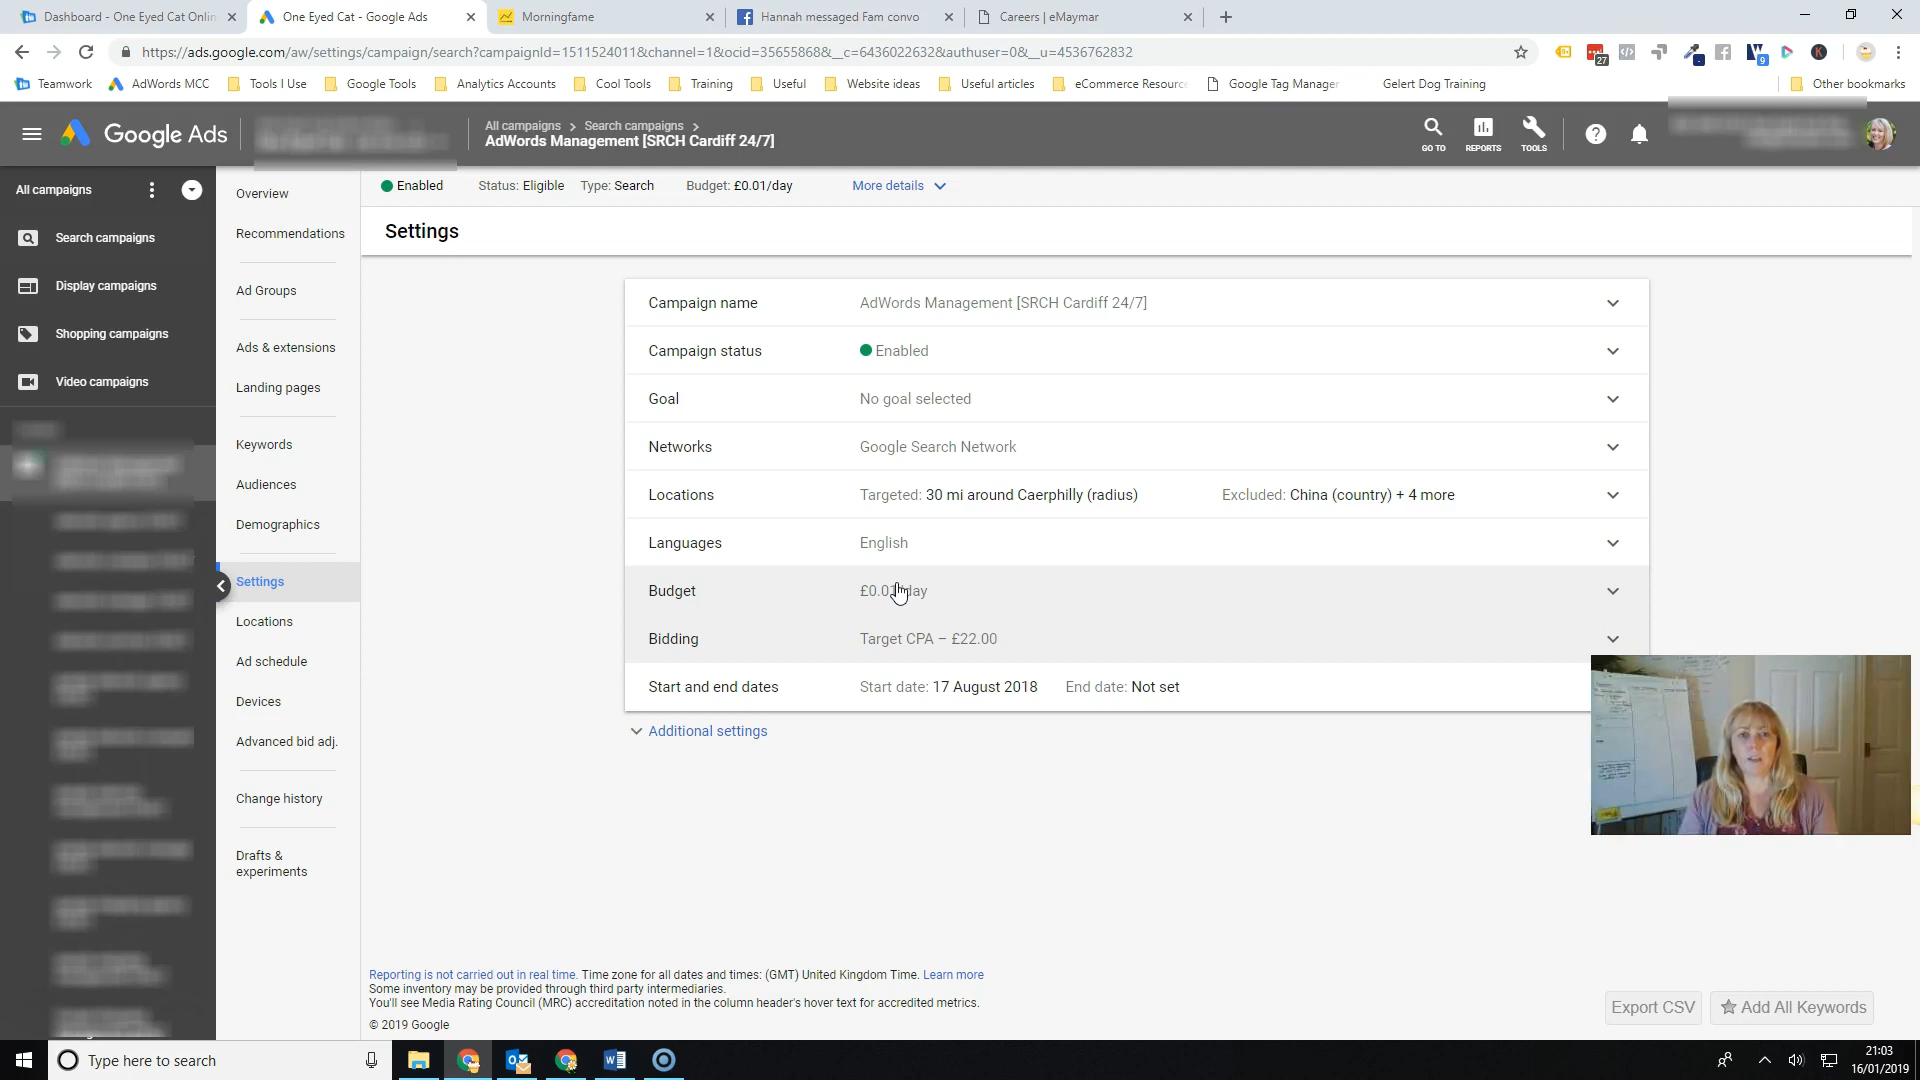 Dashboard - One Eyed Cat Onlin
One Eyed Cat - Google Ads
Morningfame
Hannah messaged Fam convo
Careers | eMaymar
https://ads.google.com/aw/settings/campaign/search?campaignId=1511524011&channel=1&ocid=356558688&__c=6436022632&authuser=0&__u=4536762832
27
9
K
Teamwork
AdWords MCC
Tools I Use
Google Tools
Analytics Accounts
Cool Tools
Training
Useful
Website ideas
Useful articles
eCommerce Resource
Google Tag Manager
Gelert Dog Training
Other bookmarks
Google Ads
All campaigns > Search campaigns >
AdWords Management [SRCH Cardiff 24/7]
GO TO
REPORTS
TOOLS
All campaigns
Search campaigns
Display campaigns
Shopping campaigns
Video campaigns
Overview
Recommendations
Ad Groups
Ads & extensions
Landing pages
Keywords
Audiences
Demographics
Settings
Locations
Ad schedule
Devices
Advanced bid adj.
Change history
Drafts &
experiments
Enabled
Status: Eligible
Type: Search
Budget: £0.01/day
More details
Settings
Campaign name
AdWords Management [SRCH Cardiff 24/7]
Campaign status
Enabled
Goal
No goal selected
Networks
Google Search Network
Locations
Targeted: 30 mi around Caerphilly (radius)
Excluded: China (country) + 4 more
Languages
English
Budget
£0.01/day
Bidding
Target CPA – £22.00
Start and end dates
Start date: 17 August 2018
End date: Not set
Additional settings
Reporting is not carried out in real time. Time zone for all dates and times: (GMT) United Kingdom Time. Learn more
Some inventory may be provided through third party intermediaries.
You'll see Media Rating Council (MRC) accreditation noted in the column header's hover text for accredited metrics.
© 2019 Google
Export CSV
Add All Keywords
Type here to search
21:03
16/01/2019